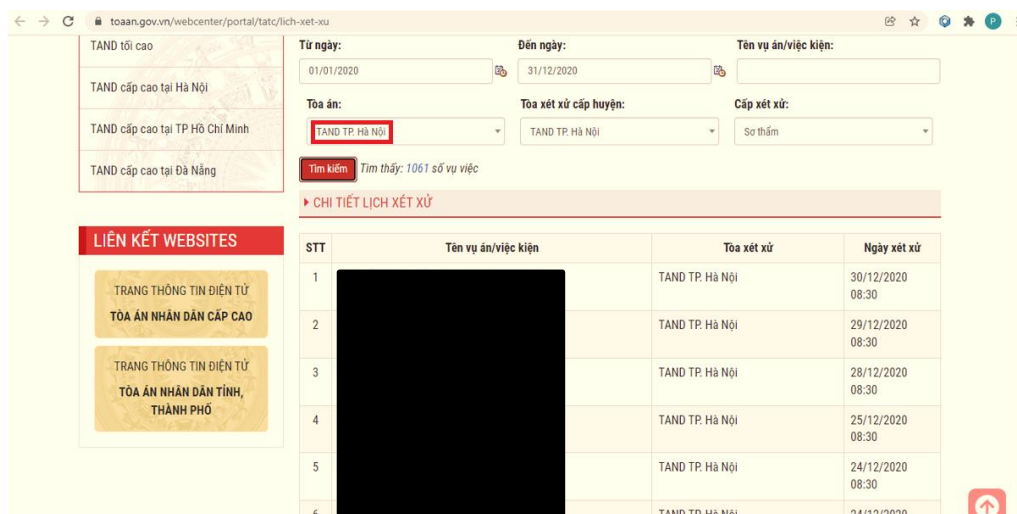 toaan.gov.vn/webcenter/portal/tatc/lich-xet-xu
P
TAND tối cao
TAND cấp cao tại Hà Nội
TAND cấp cao tại TP Hồ Chí Minh
TAND cấp cao tại Đà Nẵng
LIÊN KẾT WEBSITES
TRANG THÔNG TIN ĐIỆN TỬ
TÒA ÁN NHÂN DÂN CẤP CAO
TRANG THÔNG TIN ĐIỆN TỬ
TÒA ÁN NHÂN DÂN TỈNH,
THÀNH PHỐ
Từ ngày: Đến ngày: Tên vụ án/việc kiện:
01/01/2020 31/12/2020
Tòa án: Tòa xét xử cấp huyện: Cấp xét xử:
TAND TP. Hà Nội TAND TP. Hà Nội Sơ thẩm
Tìm kiếm Tìm thấy: 1061 số vụ việc
CHI TIẾT LỊCH XÉT XỬ
STT Tên vụ án/việc kiện Tòa xét xử Ngày xét xử
1 TAND TP. Hà Nội 30/12/2020
08:30
2 TAND TP. Hà Nội 29/12/2020
08:30
3 TAND TP. Hà Nội 28/12/2020
08:30
4 TAND TP. Hà Nội 25/12/2020
08:30
5 TAND TP. Hà Nội 24/12/2020
08:30
6 TAND TP. Hà Nội 24/12/2020